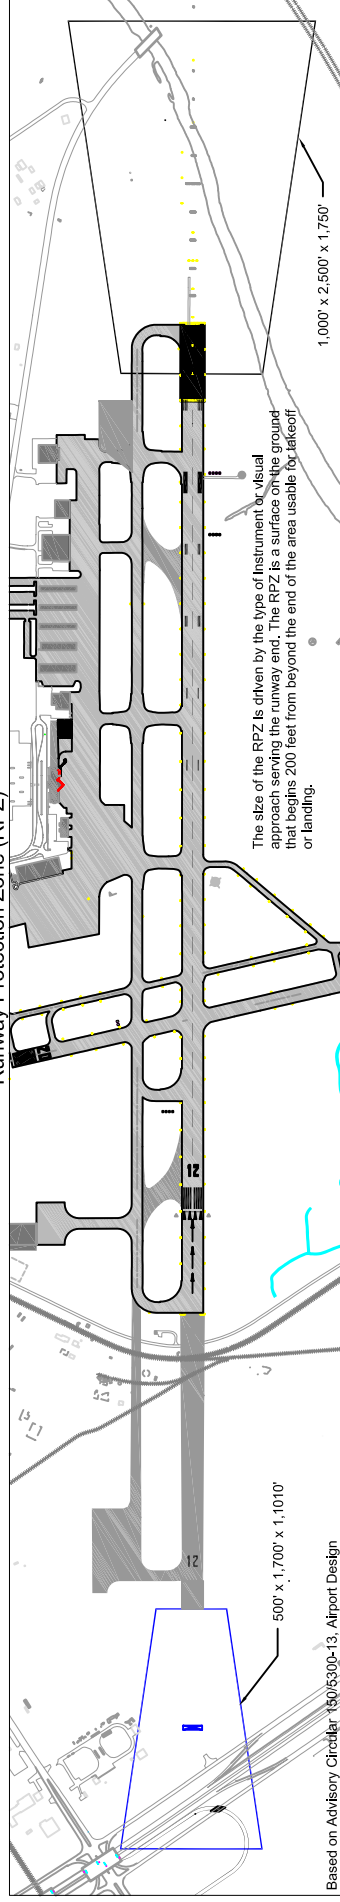 Runway Protection Zone (RPZ)
1,000' x 2,500' x 1,750'
The size of the RPZ is driven by the type of instrument or visual
approach serving the runway end. The RPZ is a surface on the ground
that begins 200 feet from beyond the end of the area usable for takeoff
or landing.
12
12
500' x 1,700' x 1,1010'
Based on Advisory Circular 150/5300-13, Airport Design